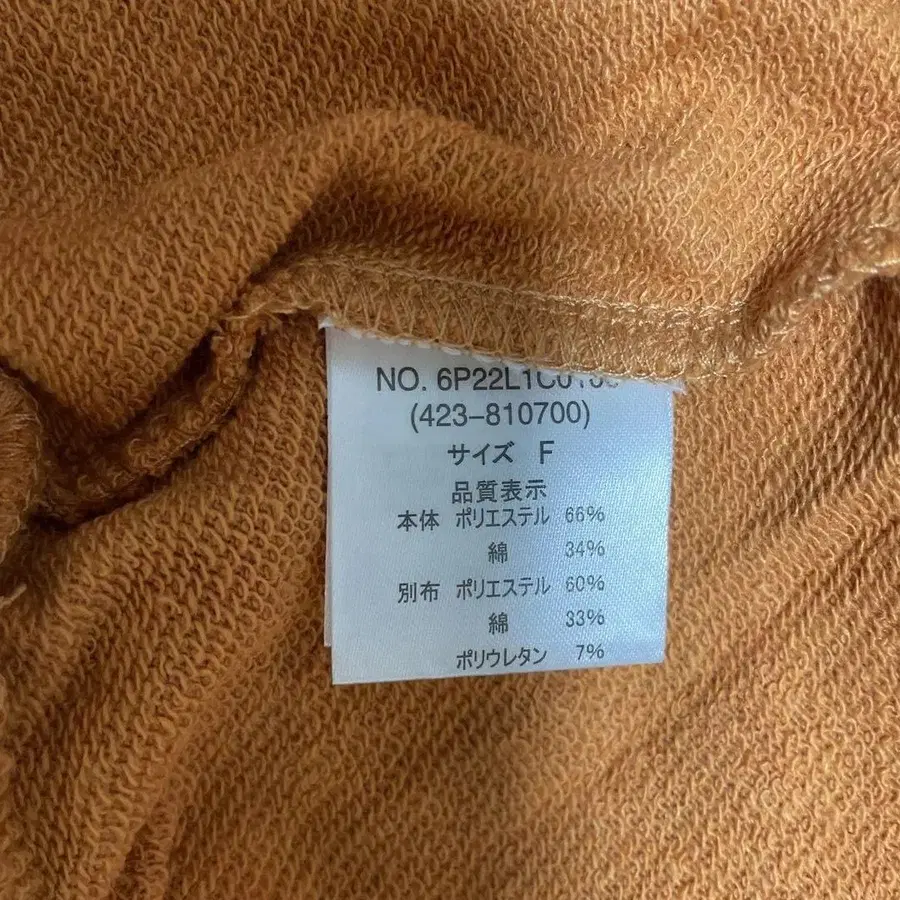 NO.
(423-810700)
サイズ F
品質表示
本体 ポリエステル 66%
綿 34%
別布 ポリエステル 60%
綿 33%
ポリウレタン 7%